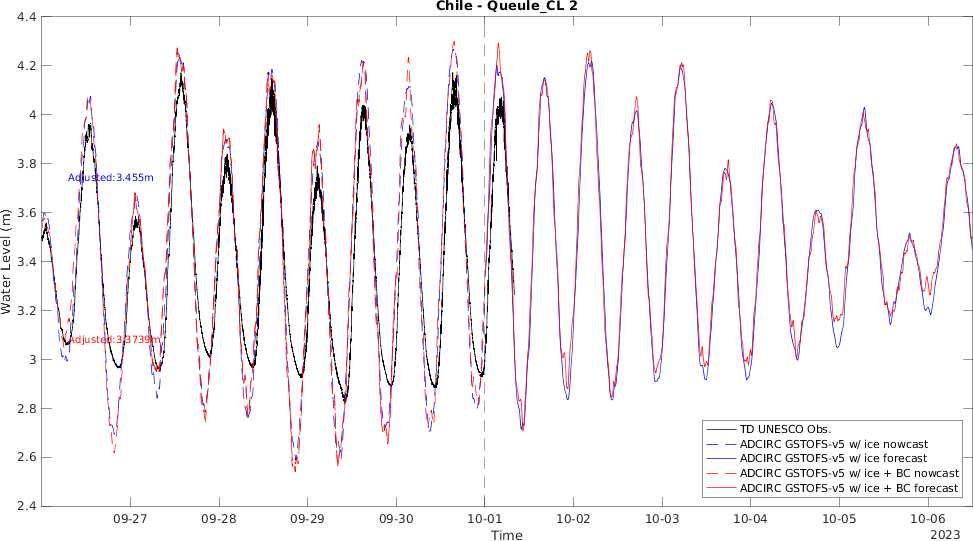 Chile - Queule_CL 2
4.4
4.2
4
3.8
3.6
3.4
3.2
3
2.8
2.6
2.4
Water Level (m)
Adjusted:3.455m
Adjusted:3.3739m
TD UNESCO Obs.
ADCIRC GSTOFS-v5 w/ ice nowcast
ADCIRC GSTOFS-v5 w/ ice forecast
ADCIRC GSTOFS-v5 w/ ice + BC nowcast
ADCIRC GSTOFS-v5 w/ ice + BC forecast
09-27 09-28 09-29 09-30 10-01 10-02 10-03 10-04 10-05 10-06
Time 2023